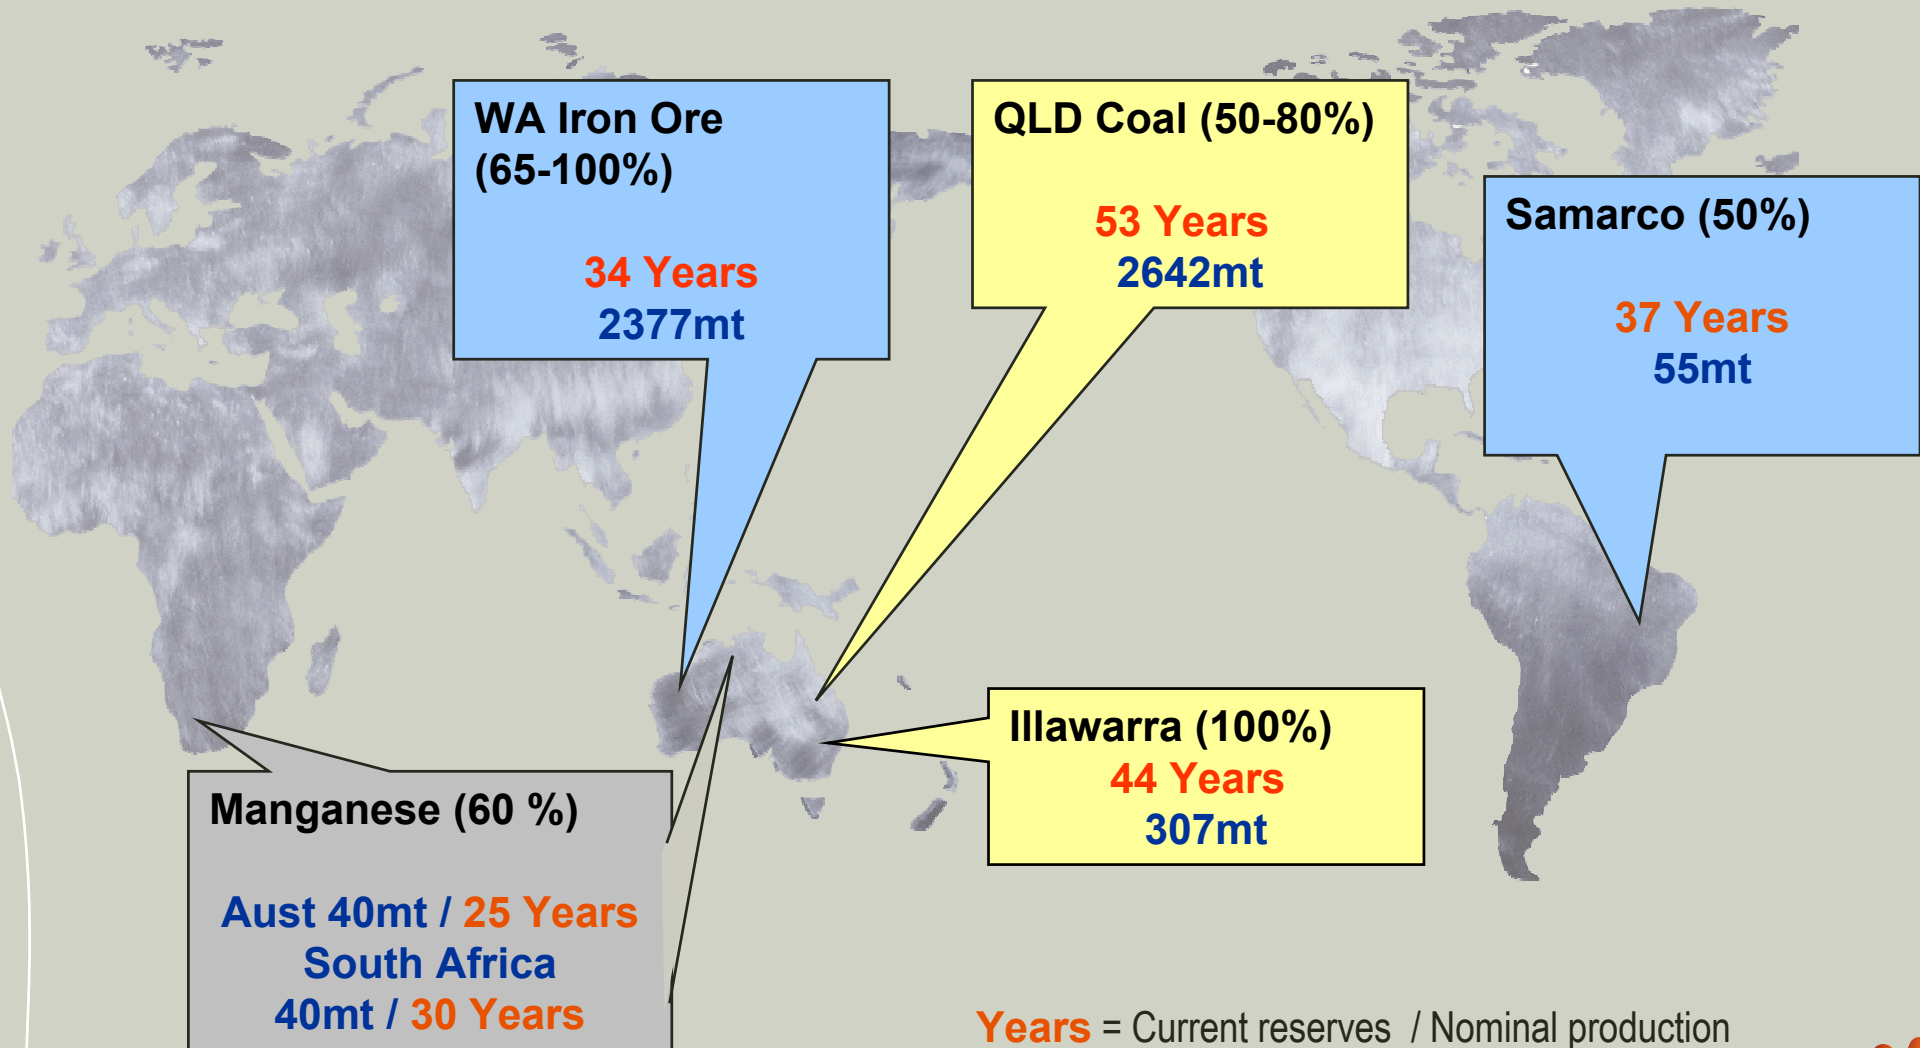 WA Iron Ore
(65-100%)
34 Years
2377mt
QLD Coal (50-80%)
53 Years
2642mt
Samarco (50%)
37 Years
55mt
Illawarra (100%)
44 Years
307mt
Manganese (60 %)
Aust 40mt / 25 Years
South Africa
40mt / 30 Years
Years = Current reserves / Nominal production